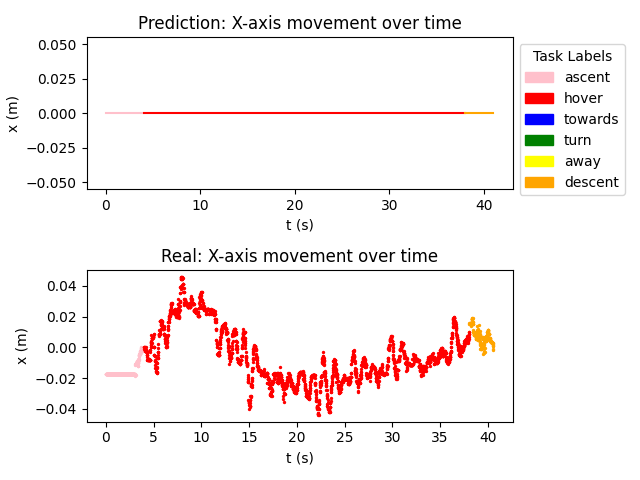 Prediction: X-axis movement over time
0.050
0.025
0.000
−0.025
−0.050
x (m)
0
10
20
30
40
t (s)
Task Labels
ascent
hover
towards
turn
away
descent
Real: X-axis movement over time
0.04
0.02
0.00
−0.02
−0.04
x (m)
0
5
10
15
20
25
30
35
40
t (s)